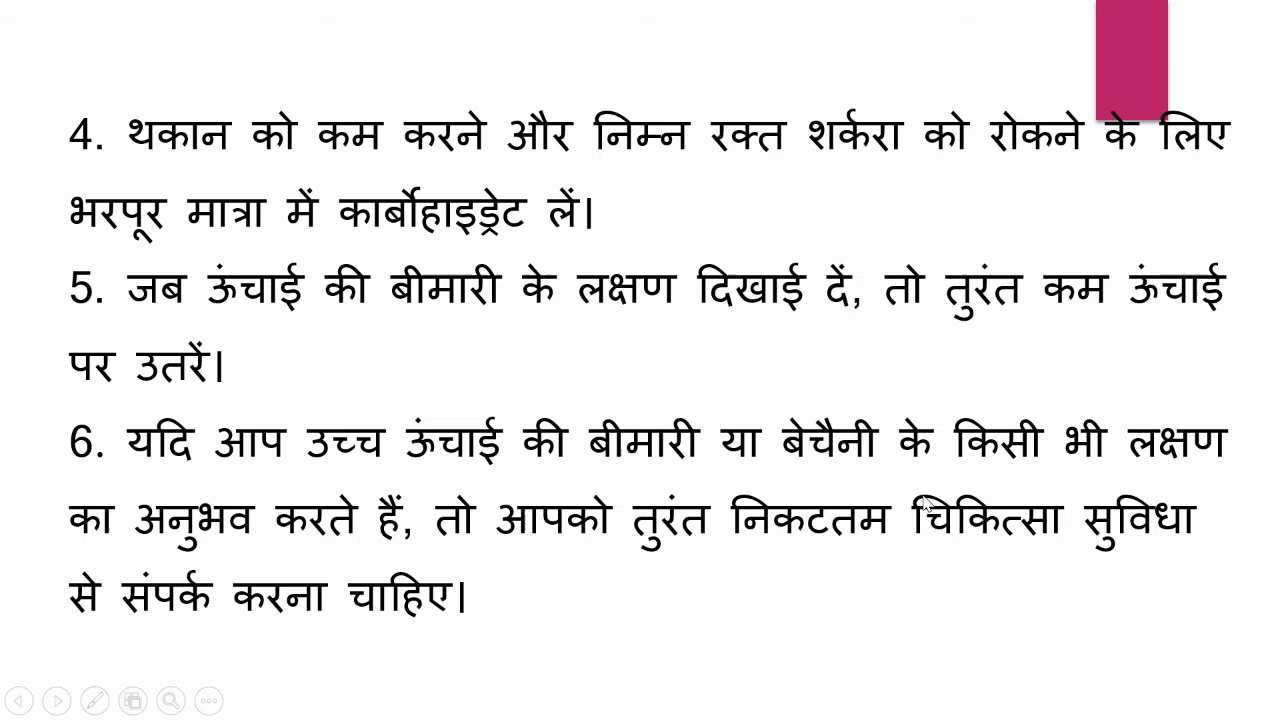 4. थकान को कम करने और निम्न रक्त शर्करा को रोकने के लिए
भरपूर मात्रा में कार्बोहाइड्रेट लें।
5. जब ऊंचाई की बीमारी के लक्षण दिखाई दें, तो तुरंत कम ऊंचाई
पर उतरें।
6. यदि आप उच्च ऊंचाई की बीमारी या बेचैनी के किसी भी लक्षण
का अनुभव करते हैं, तो आपको तुरंत निकटतम चिकित्सा सुविधा
से संपर्क करना चाहिए।